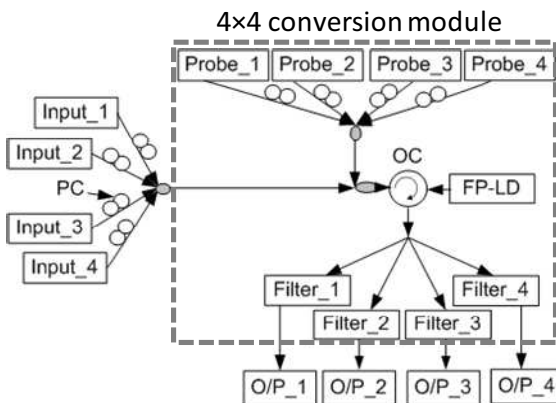 4×4 conversion module
Probe_1
Probe_2
Probe_3
Probe_4
Input_1
Input_2
PC
Input_3
Input_4
OC
FP-LD
Filter_1
Filter_2
Filter_3
Filter_4
O/P_1
O/P_2
O/P_3
O/P_4